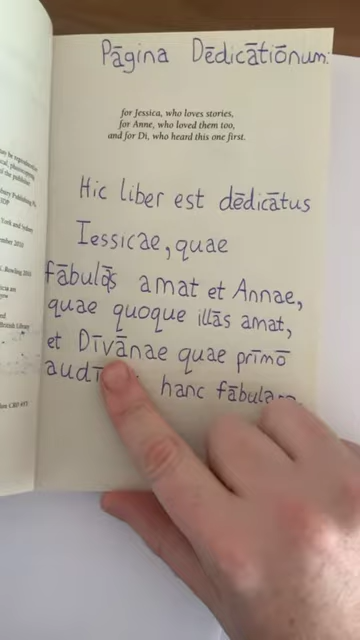 Pāgina Dēdicātiōnum:
for Jessica, who loves stories,
for Anne, who loved them too,
and for Di, who heard this one first.
Hic liber est dēdicātus
Iessicae, quae
fābulās amat et Annae,
quae quoque illās amat,
et Dīvānae quae prīmō
hanc